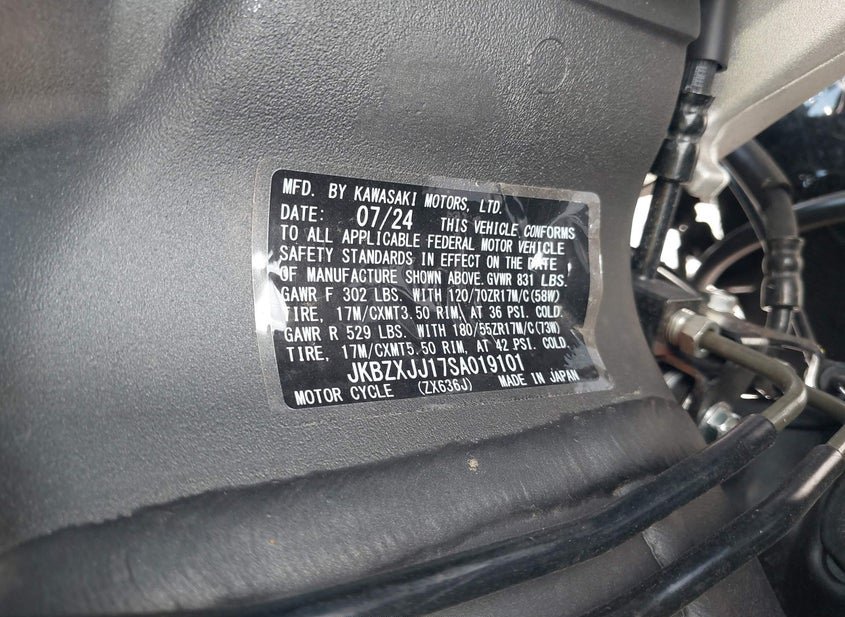 MFD. BY KAWASAKI MOTORS, LTD.
DATE: 07/24 THIS VEHICLE CONFORMS
TO ALL APPLICABLE FEDERAL MOTOR VEHICLE
SAFETY STANDARDS IN EFFECT ON THE DATE
OF MANUFACTURE SHOWN ABOVE. GVWR 831 LBS.
GAWR F 302 LBS. WITH 120/70ZR17M/C(58W)
TIRE, 17M/CXMT3.50 RIM, AT 36 PSI. COLD.
GAWR R 529 LBS. WITH 180/55ZR17M/C(73W)
TIRE, 17M/CXMT5.50 RIM, AT 42 PSI. COLD.
JKBZXJJ17SA019101
MOTOR CYCLE (ZX636J) MADE IN JAPAN